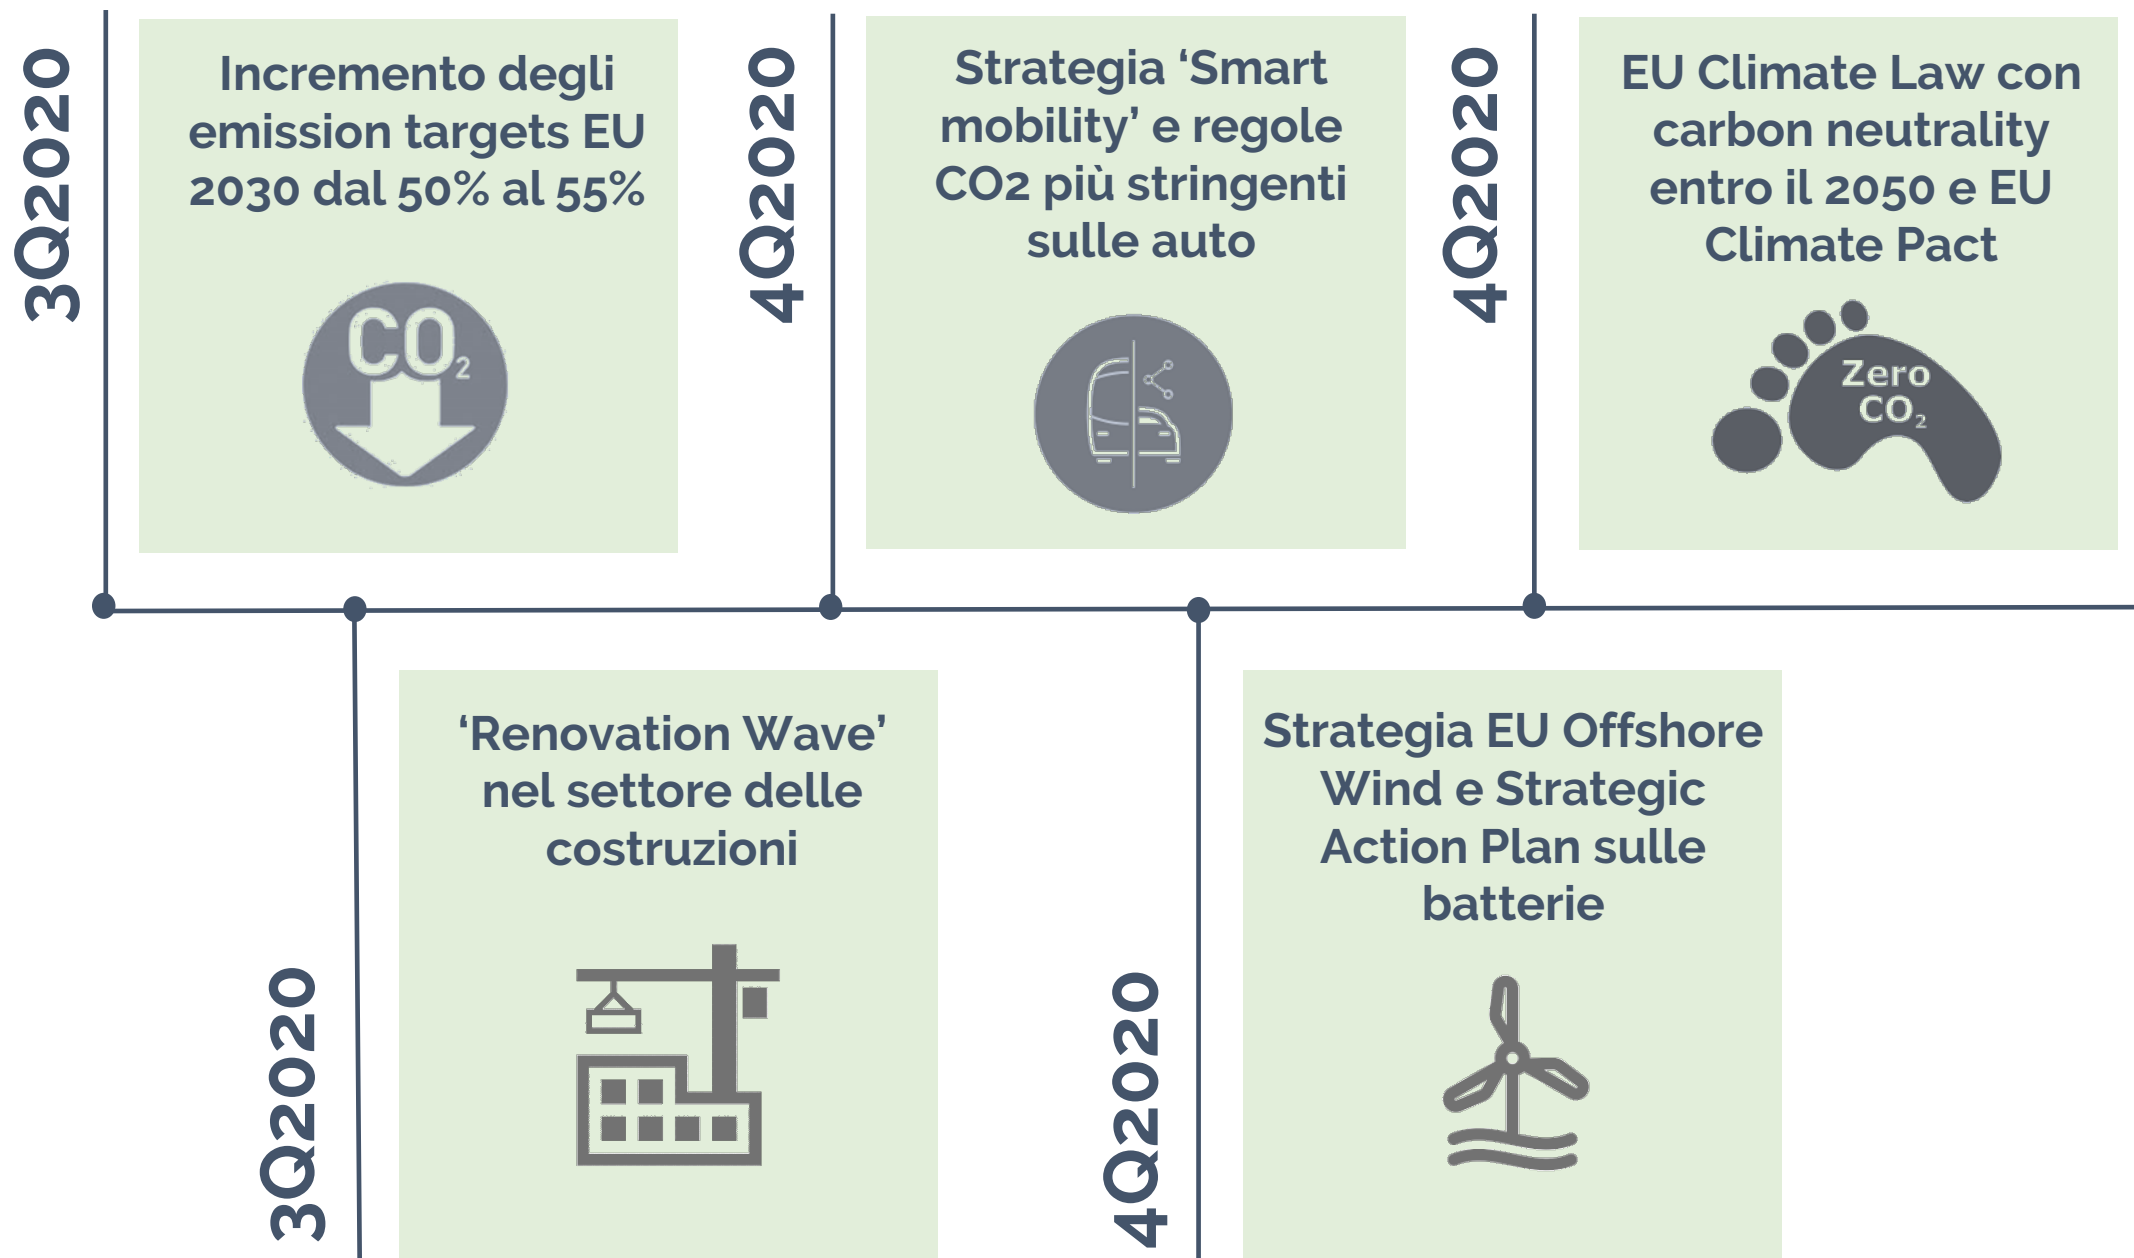 3Q2020
Incremento degli
emission targets EU
2030 dal 50% al 55%
CO₂
4Q2020
Strategia ‘Smart
mobility’ e regole
CO2 più stringenti
sulle auto
4Q2020
EU Climate Law con
carbon neutrality
entro il 2050 e EU
Climate Pact
Zero
CO₂
3Q2020
‘Renovation Wave’
nel settore delle
costruzioni
4Q2020
Strategia EU Offshore
Wind e Strategic
Action Plan sulle
batterie